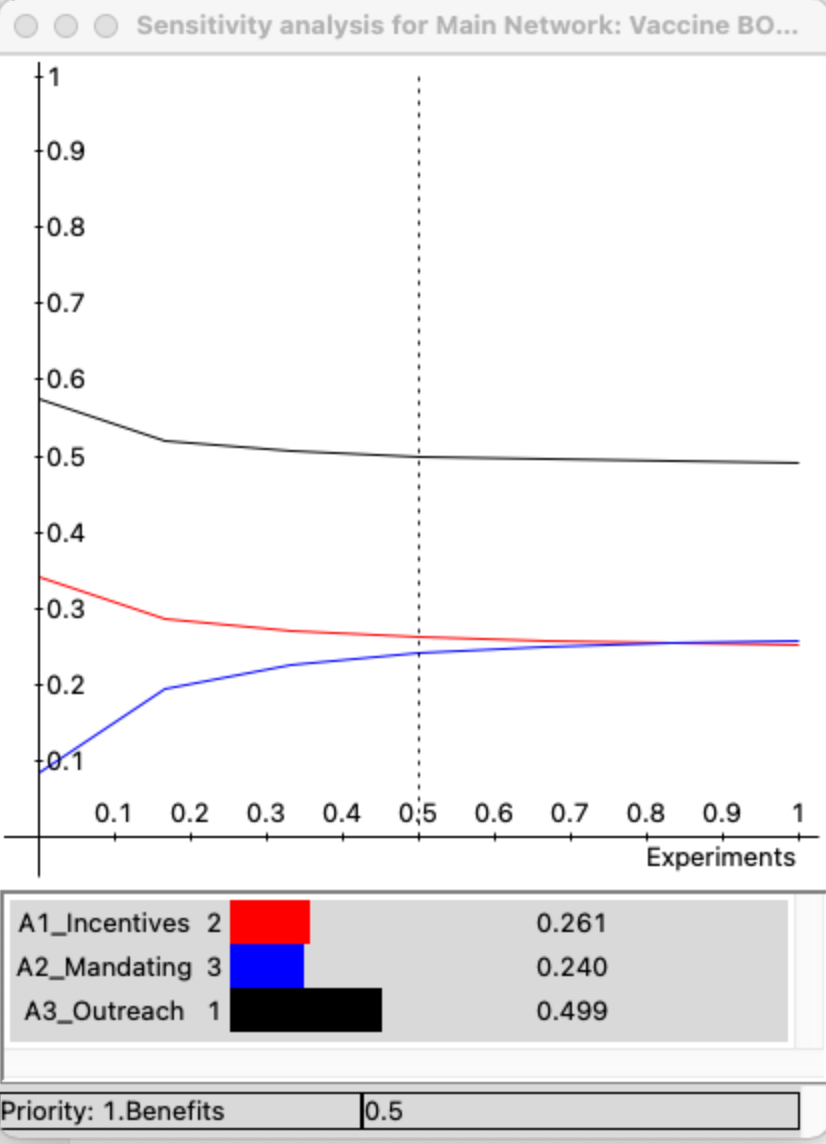 Sensitivity analysis for Main Network: Vaccine BO...
1
0.9
0.8
0.7
0.6
0.5
0.4
0.3
0.2
0.1
0.1 0.2 0.3 0.4 0.5 0.6 0.7 0.8 0.9 1
Experiments
A1_Incentives 2 0.261
A2_Mandating 3 0.240
A3_Outreach 1 0.499
Priority: 1.Benefits 0.5